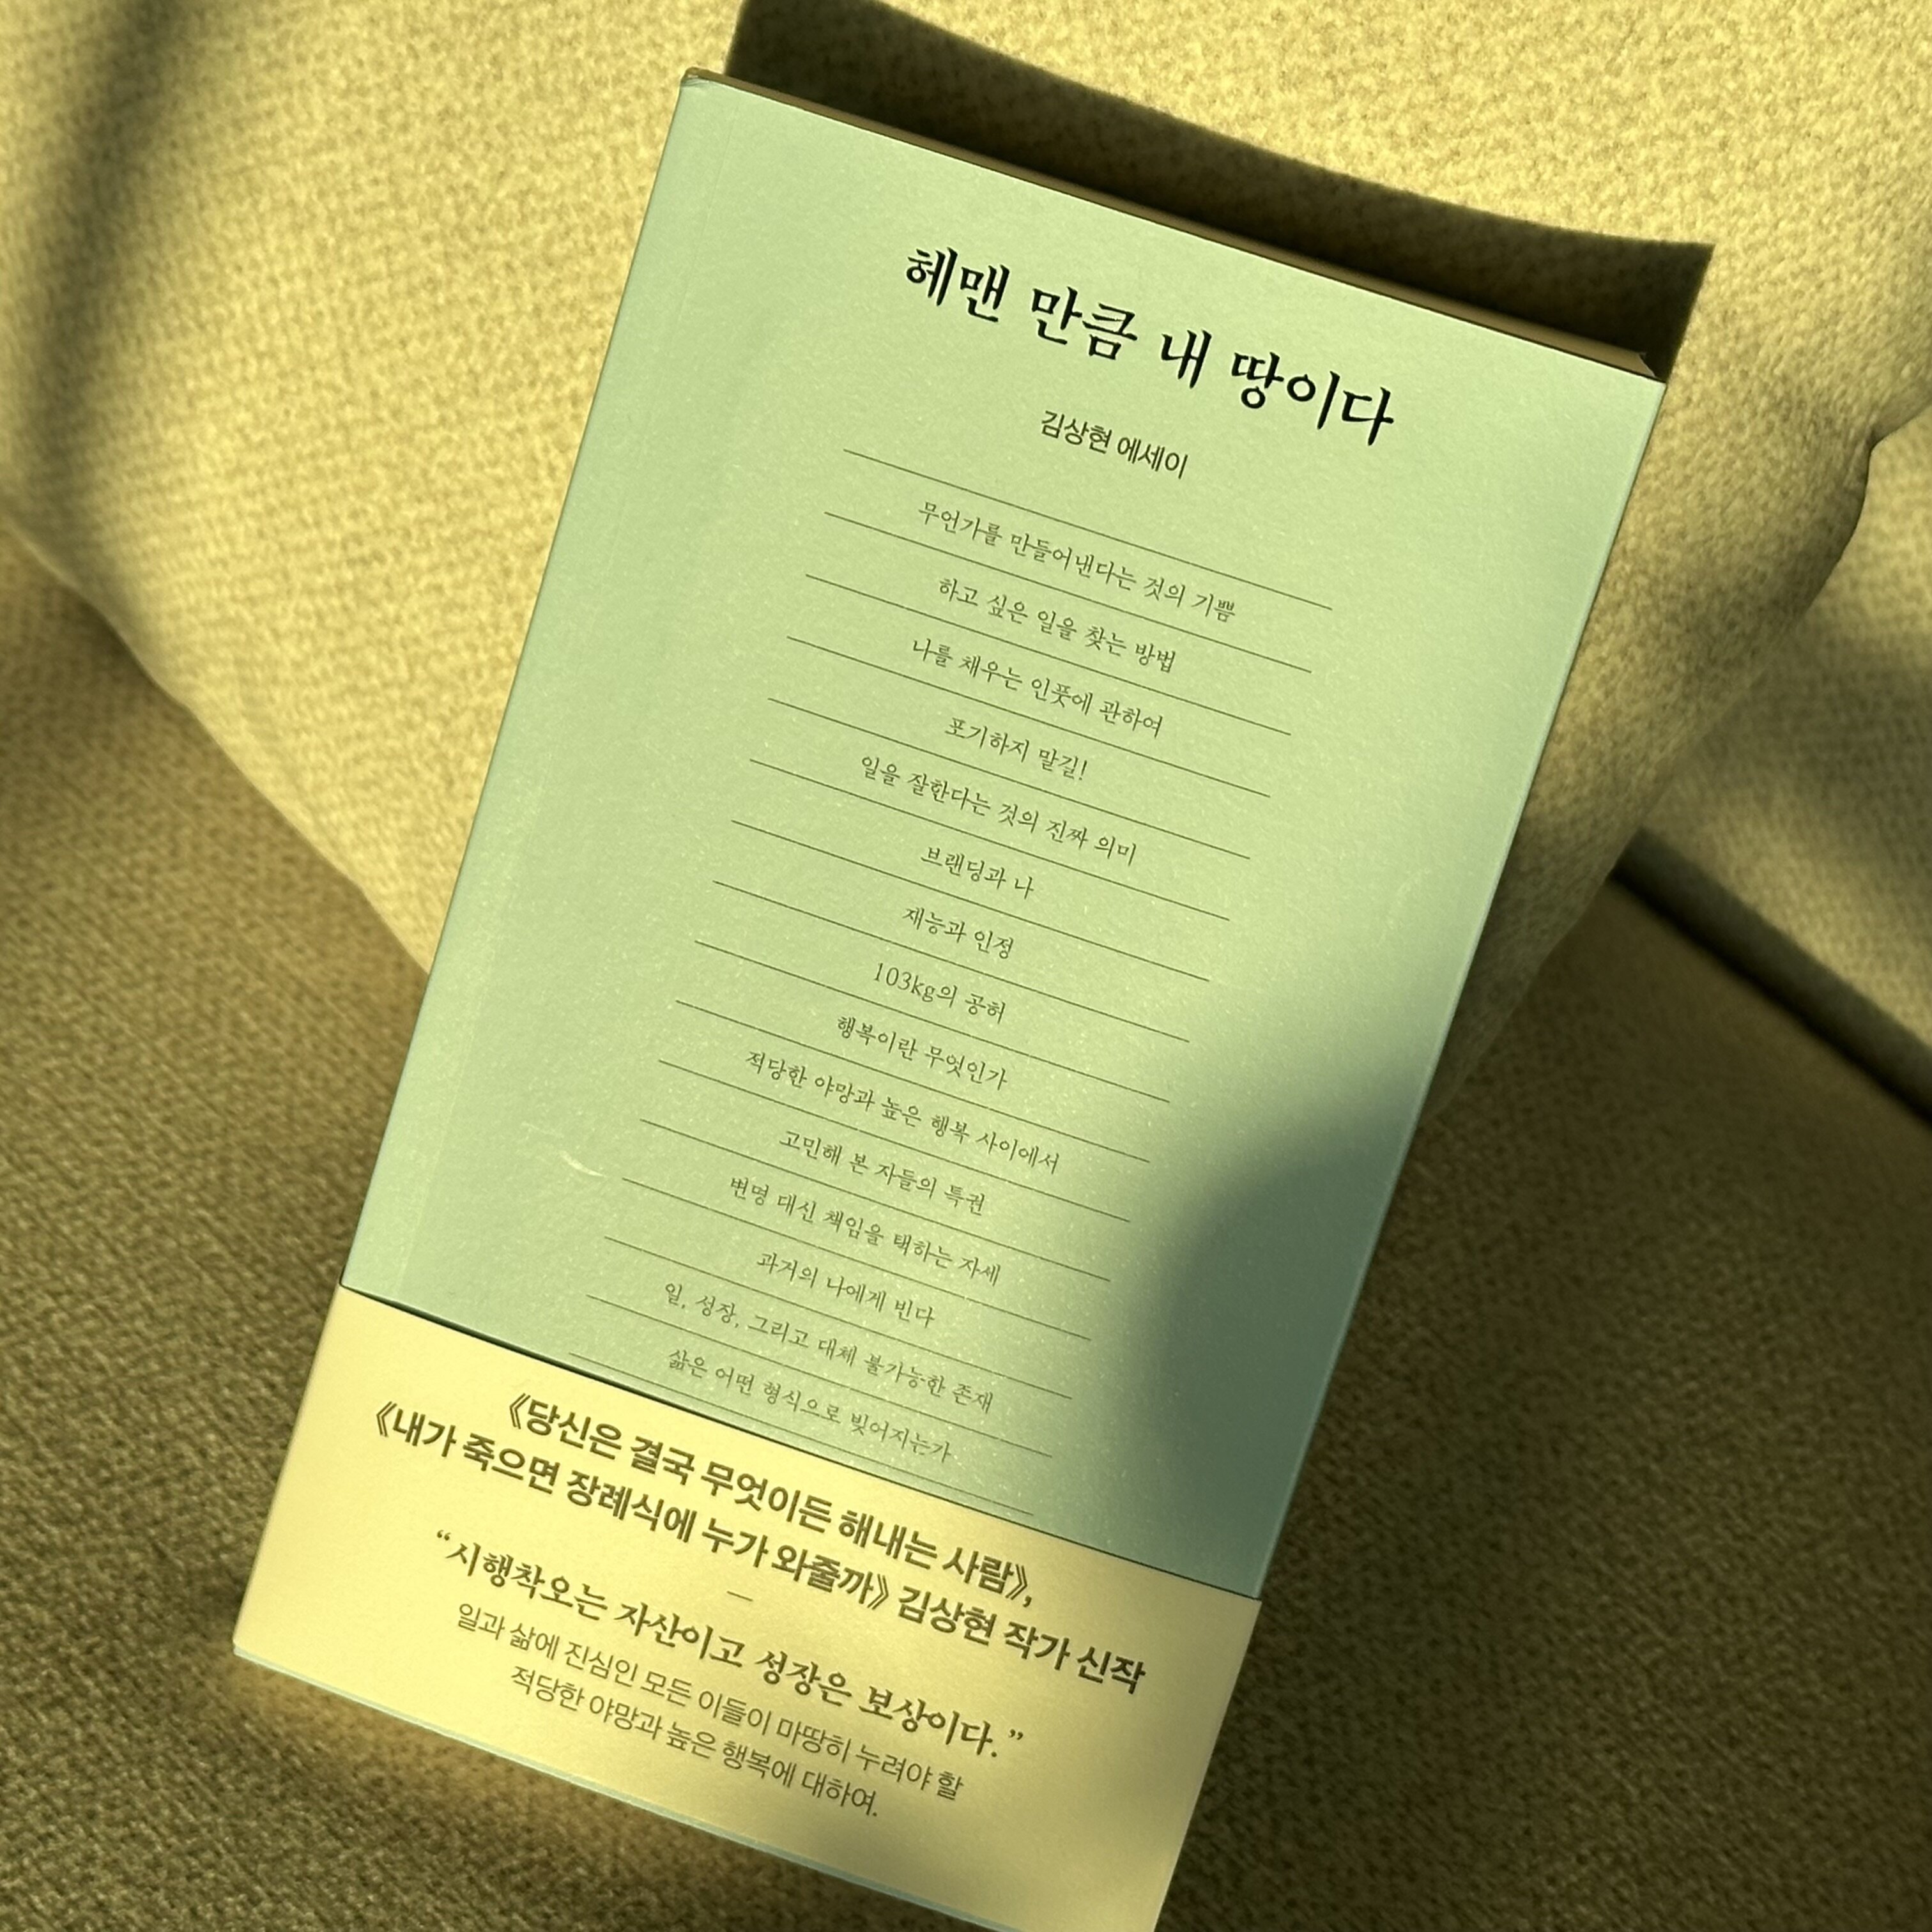 헤맨 만큼 내 땅이다
김상현 에세이
무언가를 만들어낸다는 것의 기쁨
하고 싶은 일을 찾는 방법
나를 채우는 인풋에 관하여
포기하지 말길!
일을 잘한다는 것의 진짜 의미
브랜딩과 나
재능과 인정
103kg의 공허
행복이란 무엇인가
적당한 야망과 높은 행복 사이에서
고민해 본 자들의 특권
변명 대신 책임을 택하는 자세
과거의 나에게 빈다
일, 성장, 그리고 대체 불가능한 존재
삶은 어떤 형식으로 빚어지는가
《당신은 결국 무엇이든 해내는 사람》,
《내가 죽으면 장례식에 누가 와줄까》 김상현 작가 신작
“시행착오는 자산이고 성장은 보상이다.”
일과 삶에 진심인 모든 이들이 마땅히 누려야 할
적당한 야망과 높은 행복에 대하여.